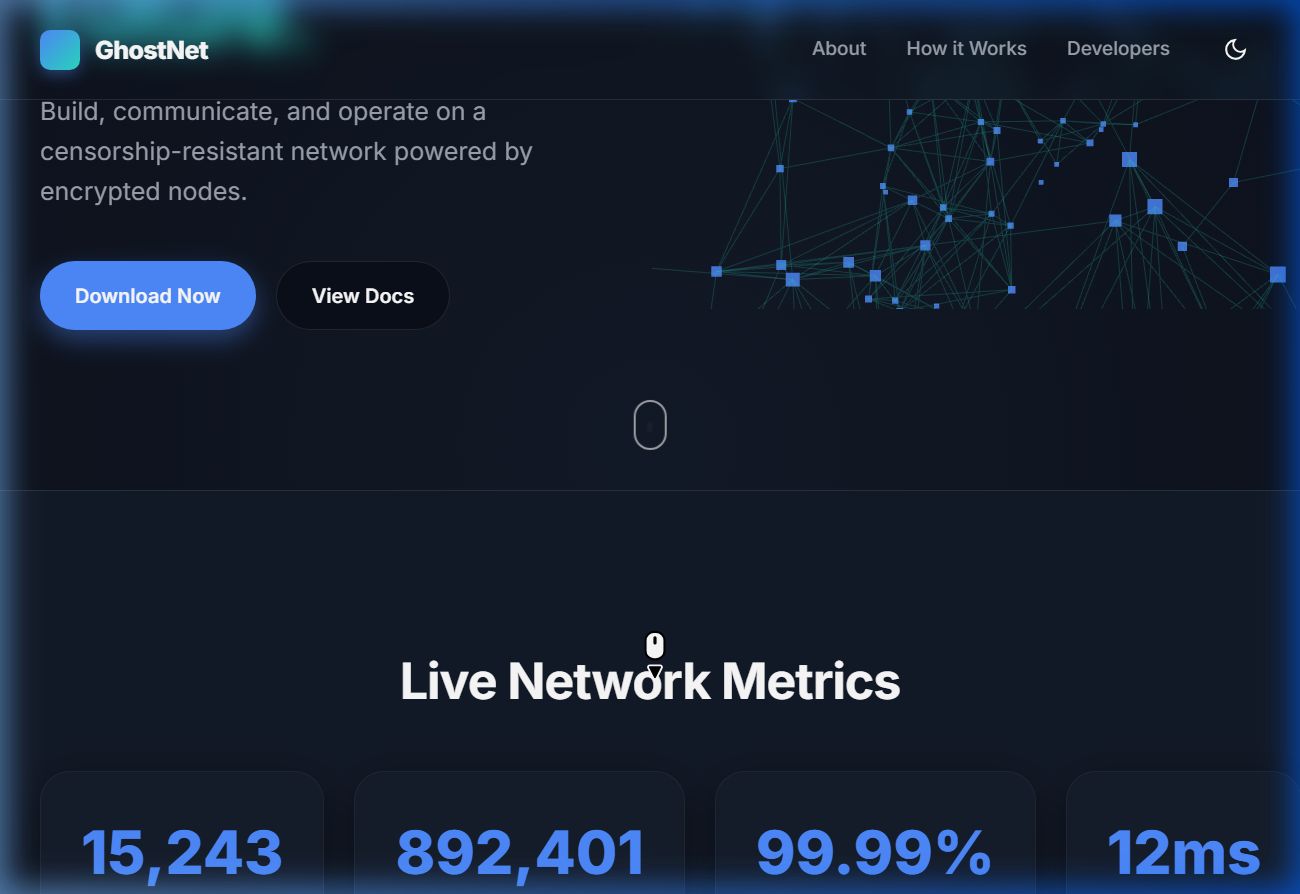 GhostNet
About
How it Works
Developers
Build, communicate, and operate on a
censorship-resistant network powered by
encrypted nodes.
Download Now
View Docs
Live Network Metrics
15,243
892,401
99.99%
12ms